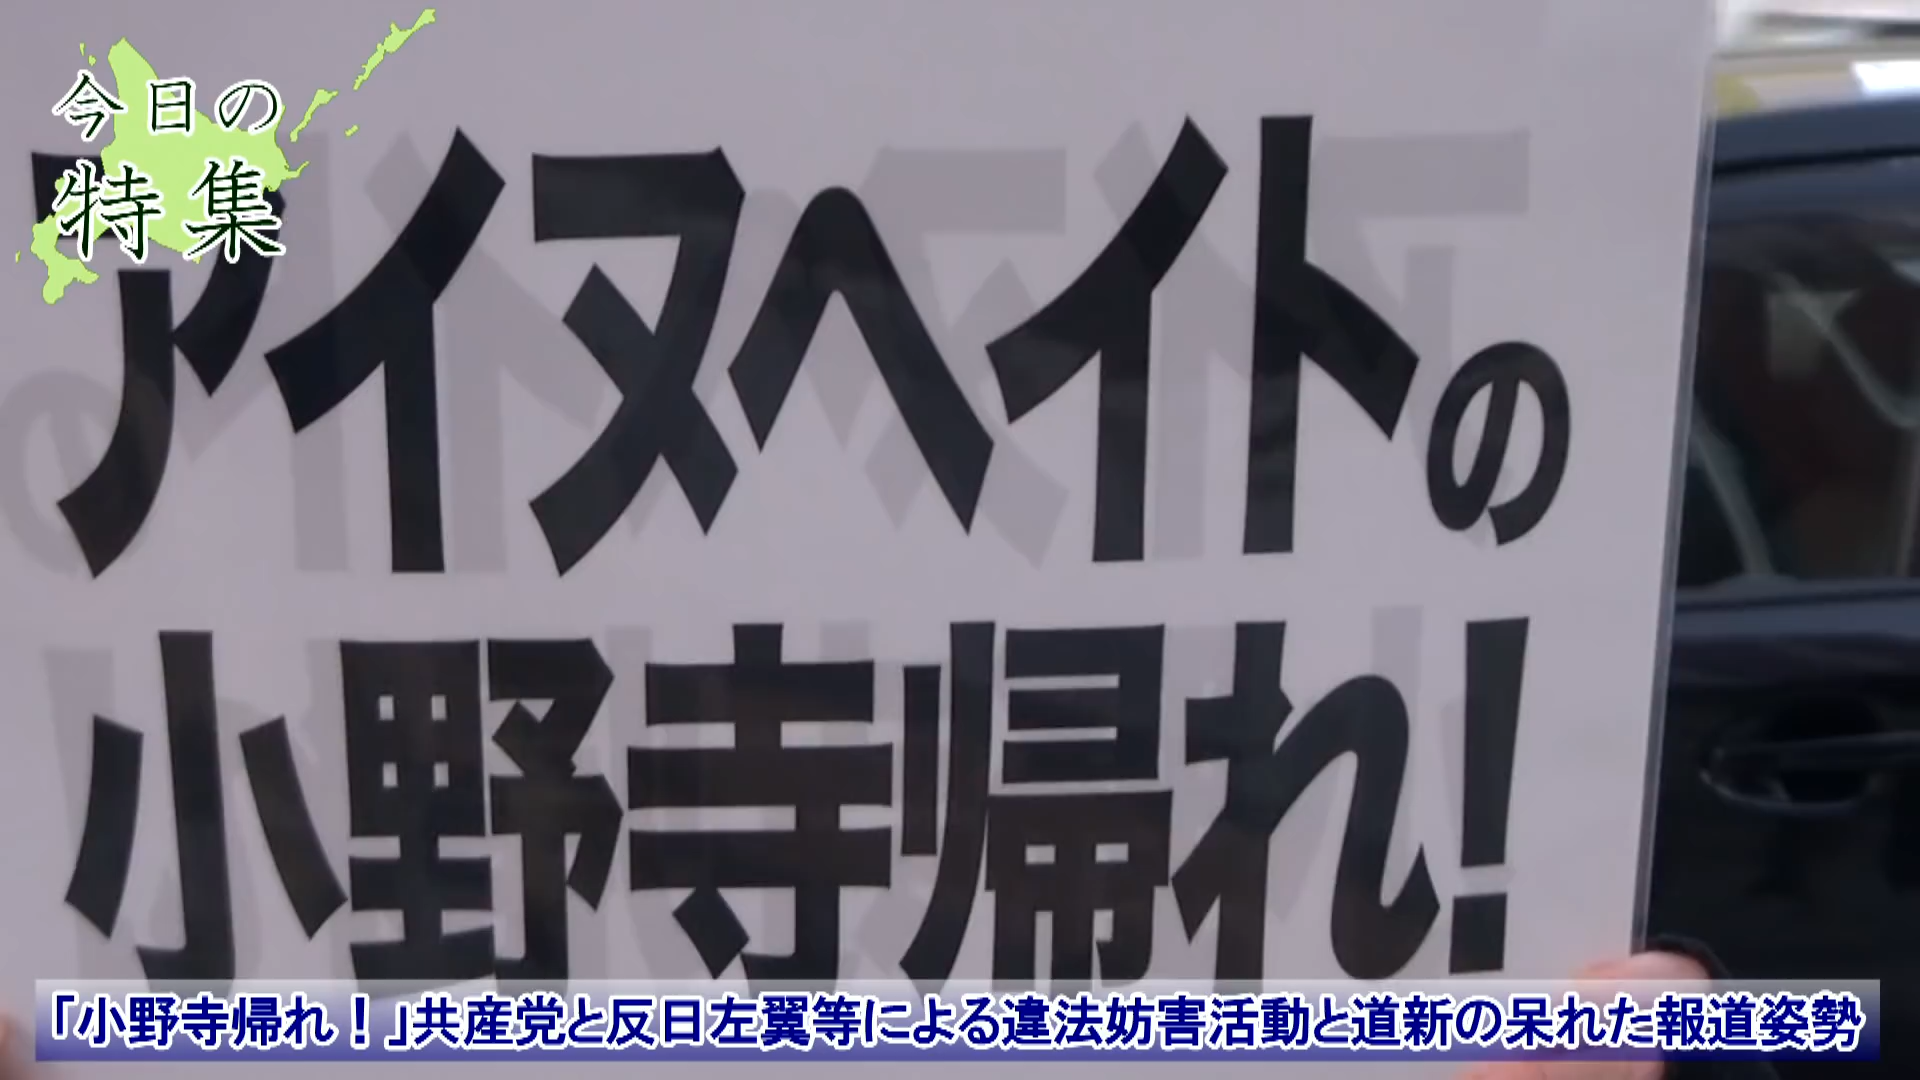 今日の
特集
アイヌヘイトの
小野寺帰れ!
「小野寺帰れ！」共産党と反日左翼等による違法妨害活動と道新の呆れた報道姿勢